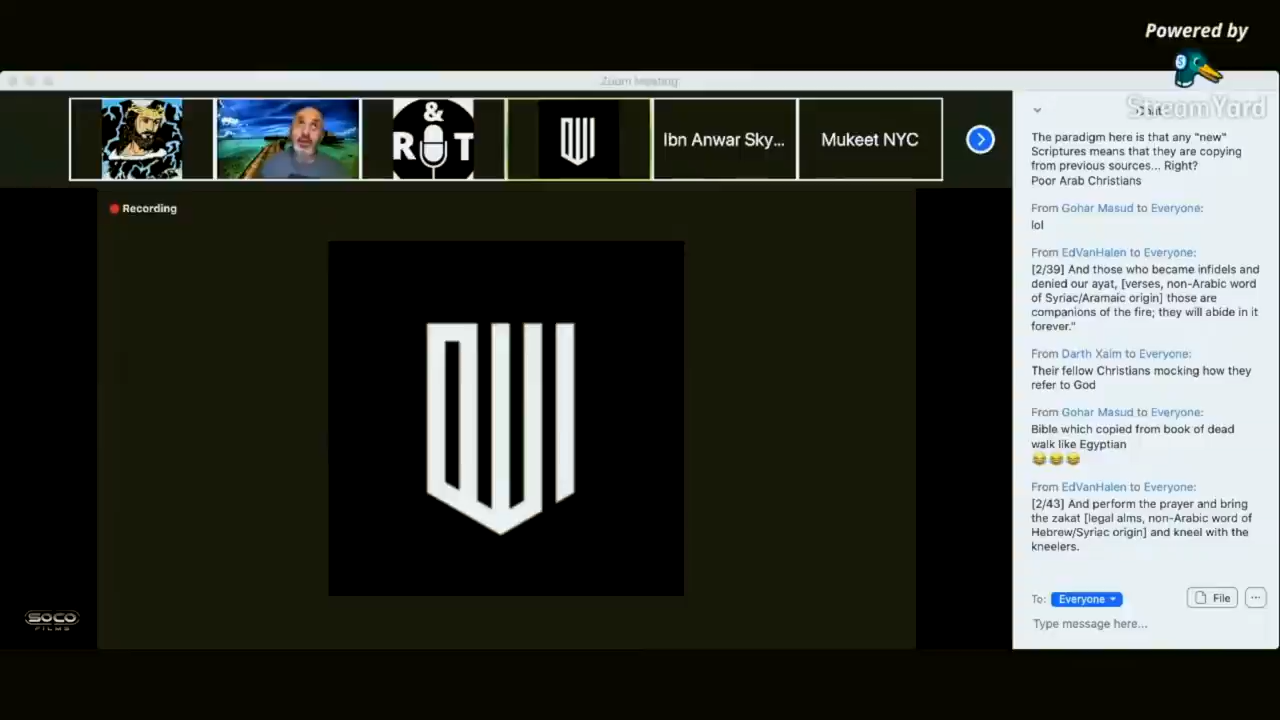 Powered by
StreamYard
Zoom Meeting
&
R T
DWI
Ibn Anwar Sky...
Mukeet NYC
Recording
DWI
SOCO
FILMS
The paradigm here is that any "new"
Scriptures means that they are copying
from previous sources... Right?
Poor Arab Christians
From Gohar Masud to Everyone:
lol
From EdVanHalen to Everyone:
[2/39] And those who became infidels and
denied our ayat, [verses, non-Arabic word
of Syriac/Aramaic origin] those are
companions of the fire; they will abide in it
forever."
From Darth Xaim to Everyone:
Their fellow Christians mocking how they
refer to God
From Gohar Masud to Everyone:
Bible which copied from book of dead
walk like Egyptian
😂😂😂
From EdVanHalen to Everyone:
[2/43] And perform the prayer and bring
the zakat [legal alms, non-Arabic word of
Hebrew/Syriac origin] and kneel with the
kneelers.
To: Everyone
File
Type message here...